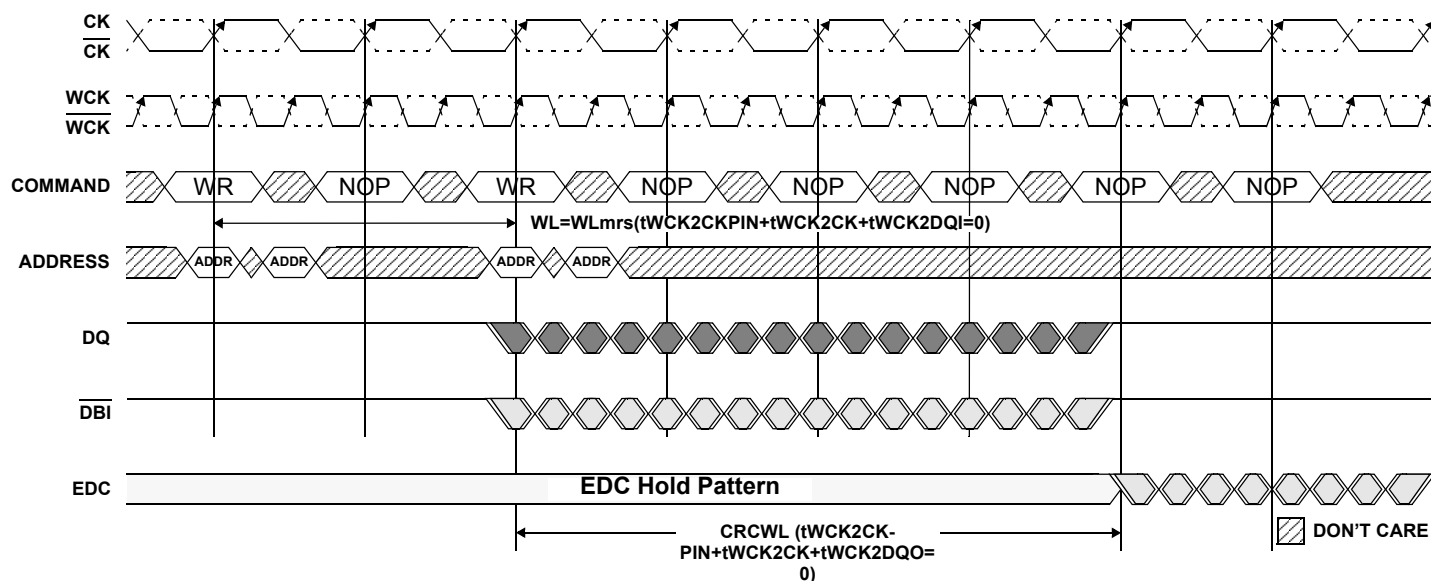 CK
CK
WCK
WCK
COMMAND WR NOP WR NOP NOP NOP NOP NOP
WL=WLmrs(tWCK2CKPIN+tWCK2CK+tWCK2DQI=0)
ADDRESS ADDR ADDR ADDR ADDR
DQ
DBI
EDC EDC Hold Pattern
CRCWL (tWCK2CK-
PIN+tWCK2CK+tWCK2DQO=
0)
DON'T CARE